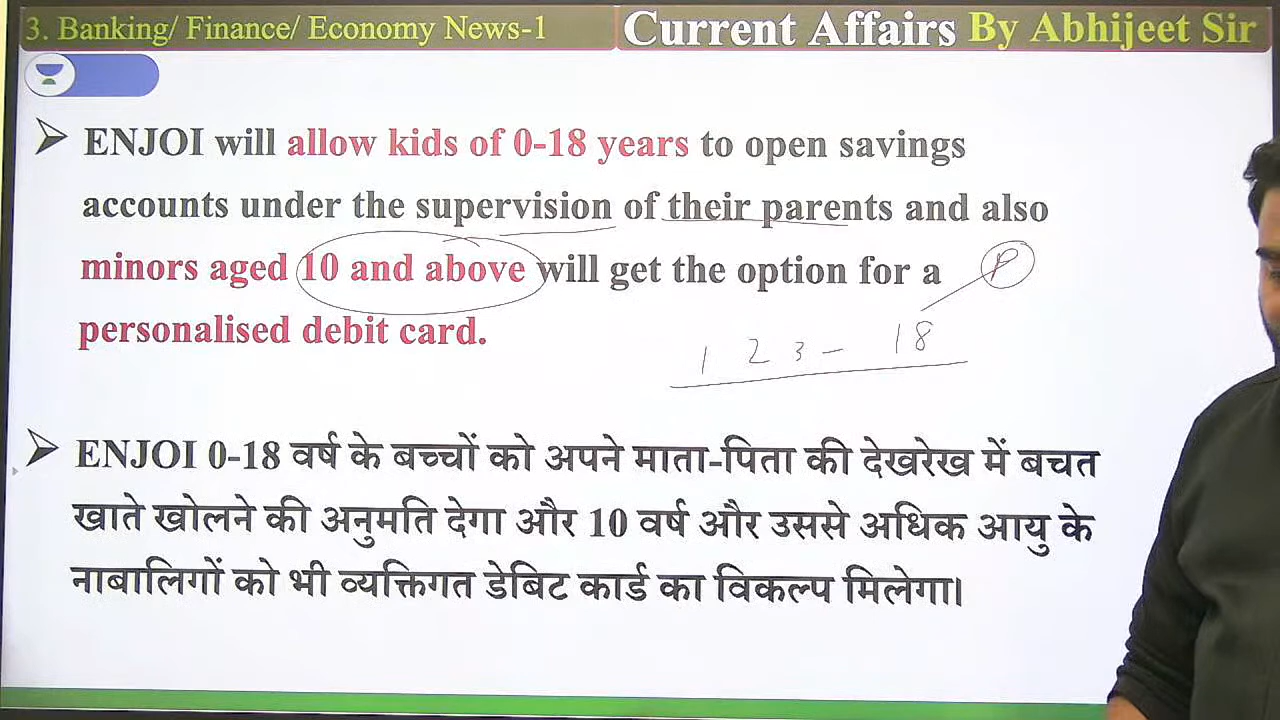 3. Banking/ Finance/ Economy News-1
Current Affairs By Abhijeet Sir
ENJOI will allow kids of 0-18 years to open savings
accounts under the supervision of their parents and also
minors aged 10 and above will get the option for a
personalised debit card.
P
1 2 3 - 18
ENJOI 0-18 वर्ष के बच्चों को अपने माता-पिता की देखरेख में बचत
खाते खोलने की अनुमति देगा और 10 वर्ष और उससे अधिक आयु के
नाबालिगों को भी व्यक्तिगत डेबिट कार्ड का विकल्प मिलेगा।